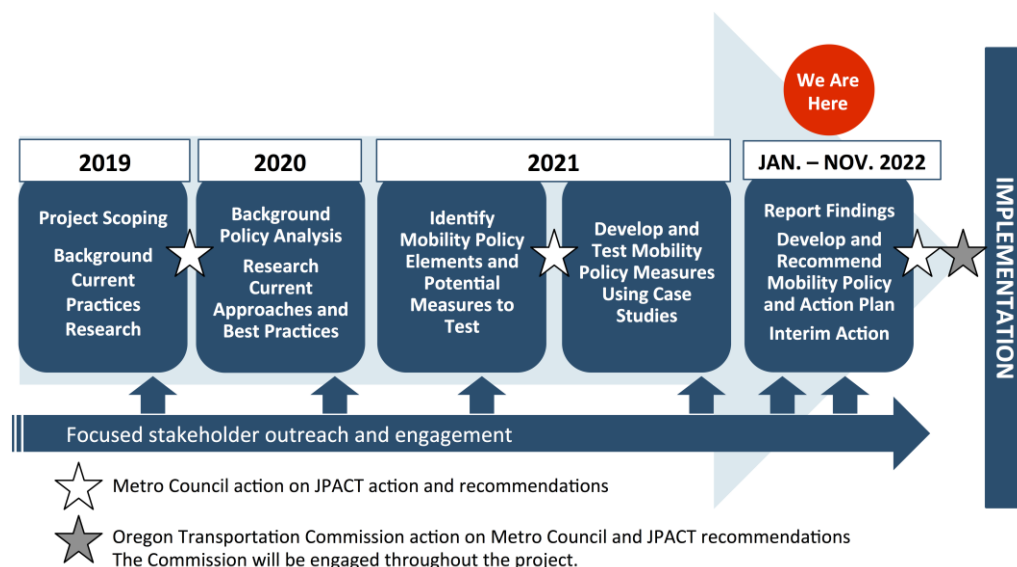 We Are
Here
2019
2020
2021
JAN. – NOV. 2022
Project Scoping
Background
Current
Practices
Research
Background
Policy Analysis
Research
Current
Approaches and
Best Practices
Identify
Mobility Policy
Elements and
Potential
Measures to
Test
Develop and
Test Mobility
Policy Measures
Using Case
Studies
Report Findings
Develop and
Recommend
Mobility Policy
and Action Plan
Interim Action
IMPLEMENTATION
Focused stakeholder outreach and engagement
Metro Council action on JPACT action and recommendations
Oregon Transportation Commission action on Metro Council and JPACT recommendations
The Commission will be engaged throughout the project.